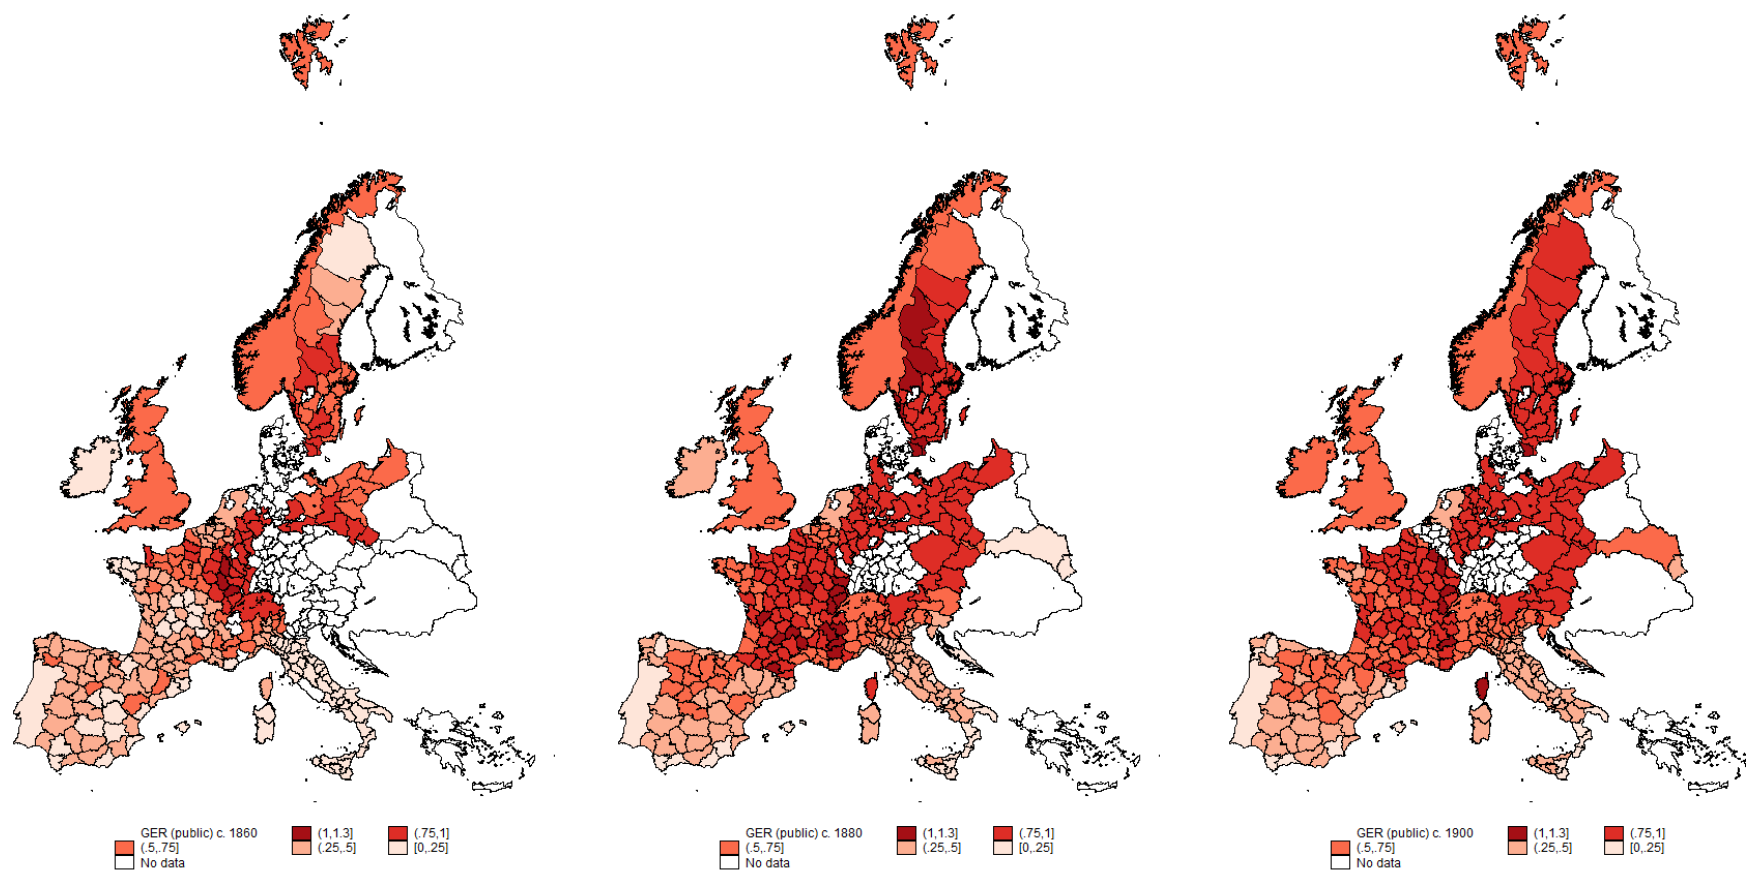 GER (public) c. 1860 (1,1.3] (.75,1]
(.5,.75] (.25,.5] [0,.25]
No data
GER (public) c. 1880 (1,1.3] (.75,1]
(.5,.75] (.25,.5] [0,.25]
No data
GER (public) c. 1900 (1,1.3] (.75,1]
(.5,.75] (.25,.5] [0,.25]
No data